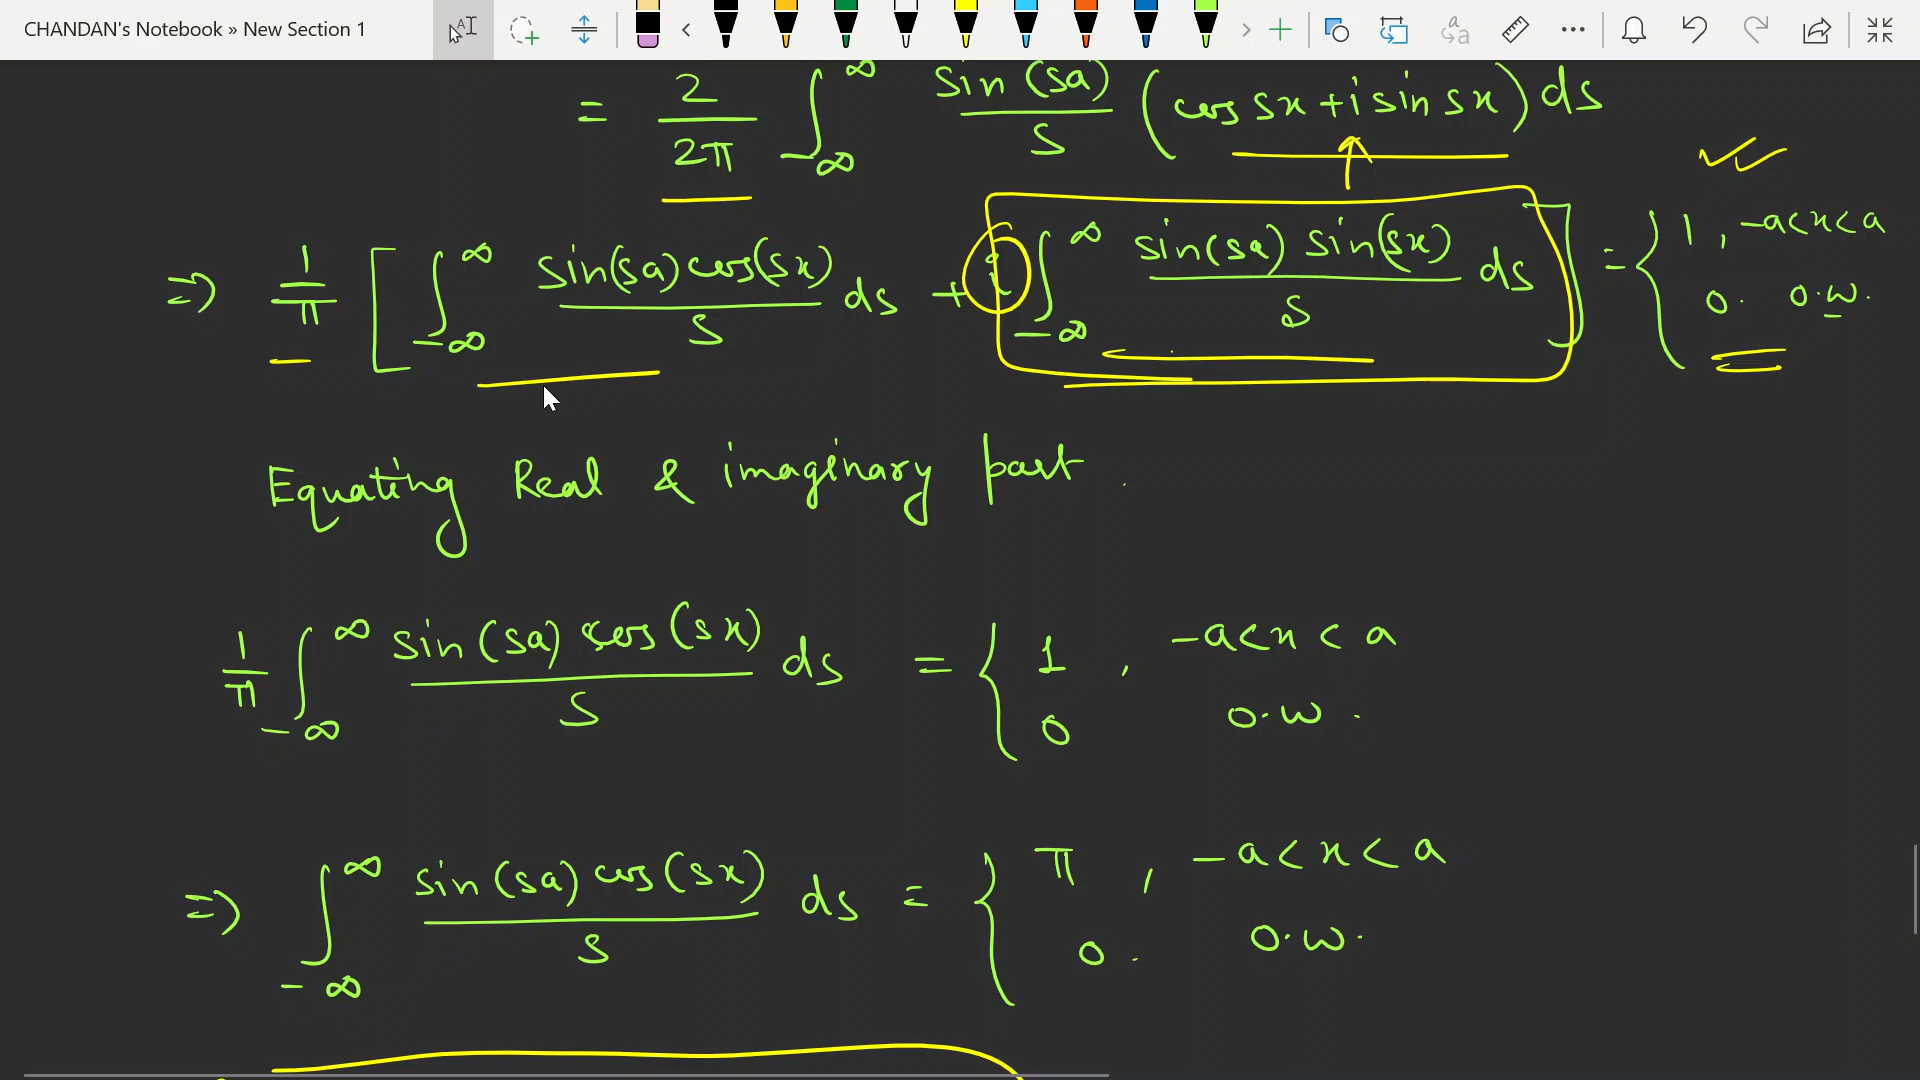 CHANDAN's Notebook » New Section 1
= 2/2π ∫_{-∞}^{∞} sin(sa)/s (cos sx + i sin sx) ds
⇒ 1/π [ ∫_{-∞}^{∞} sin(sa) cos(sx)/s ds + i ∫_{-∞}^{∞} sin(sa) sin(sx)/s ds ] = { 1, -a<x<a
0. o.w.
Equating Real & imaginary part.
1/π ∫_{-∞}^{∞} sin(sa) cos(sx)/s ds = { 1, -a<x<a
0 o.w.
⇒ ∫_{-∞}^{∞} sin(sa) cos(sx)/s ds = { π, -a<x<a
0. o.w.